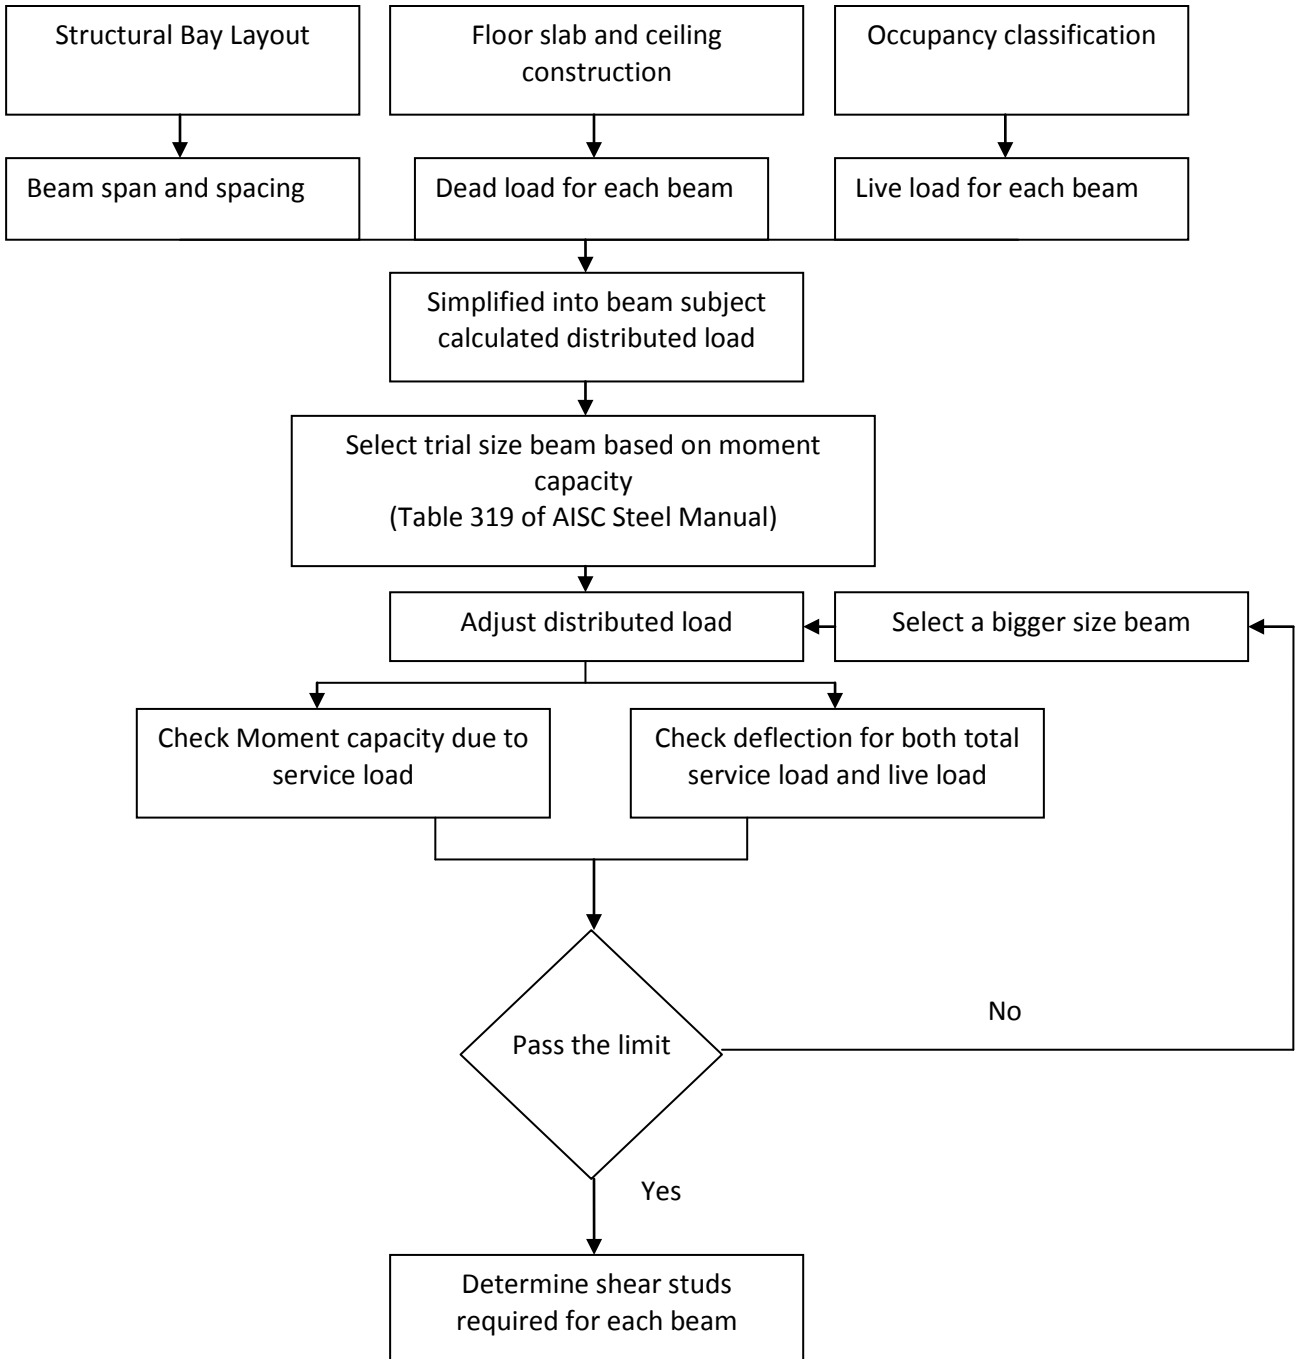 Structural Bay Layout
Floor slab and ceiling
construction
Occupancy classification
Beam span and spacing
Dead load for each beam
Live load for each beam
Simplified into beam subject
calculated distributed load
Select trial size beam based on moment
capacity
(Table 319 of AISC Steel Manual)
Adjust distributed load
Select a bigger size beam
Check Moment capacity due to
service load
Check deflection for both total
service load and live load
Pass the limit
No
Yes
Determine shear studs
required for each beam